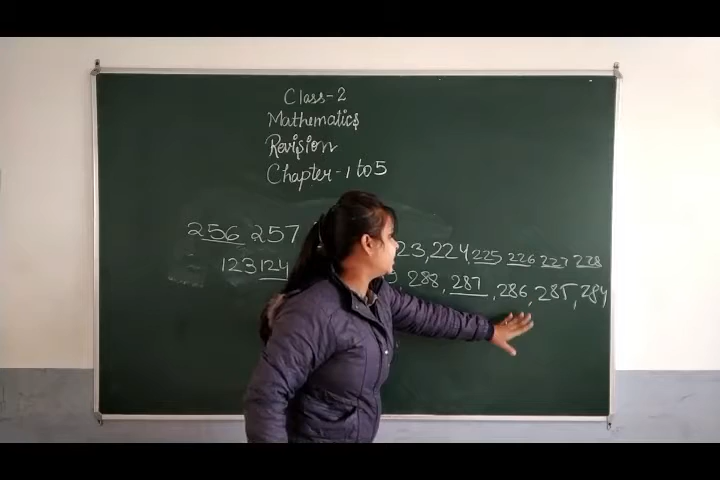 Class-2
Mathematics
Revision
Chapter-1 to 5
256 257
23, 224 225 226 227 228
123 124
288, 287, 286, 285, 284